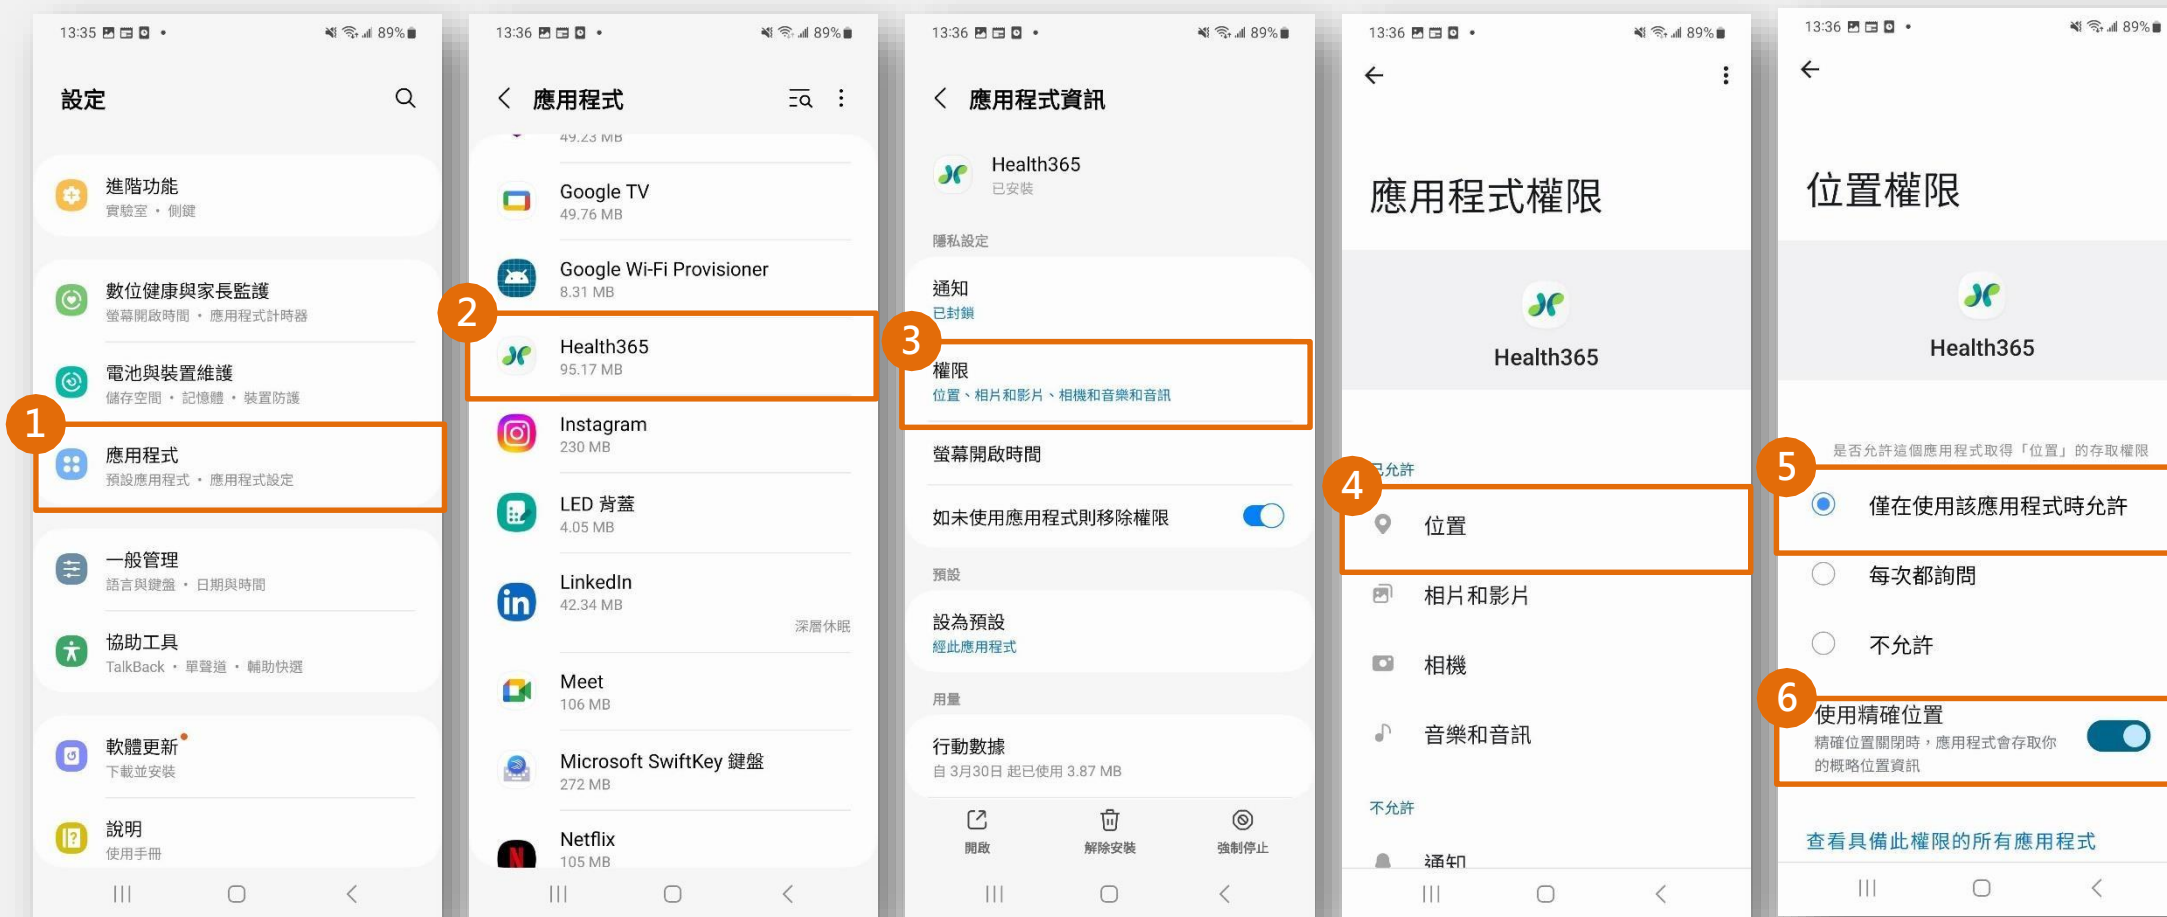 13:35
89%
設定
進階功能
實驗室 • 側鍵
數位健康與家長監護
螢幕開啟時間 • 應用程式計時器
電池與裝置維護
儲存空間 • 記憶體 • 裝置防護
1
應用程式
預設應用程式 • 應用程式設定
一般管理
語言與鍵盤 • 日期與時間
協助工具
TalkBack • 單聲道 • 輔助快選
軟體更新
下載並安裝
說明
使用手冊
13:36
89%
應用程式
49.23 MB
Google TV
49.76 MB
Google Wi-Fi Provisioner
8.31 MB
2
Health365
95.17 MB
Instagram
230 MB
LED 背蓋
4.05 MB
LinkedIn
42.34 MB
深層休眠
Meet
106 MB
Microsoft SwiftKey 鍵盤
272 MB
Netflix
105 MB
13:36
89%
應用程式資訊
Health365
已安裝
隱私設定
通知
已封鎖
3
權限
位置、相片和影片、相機和音樂和音訊
螢幕開啟時間
如未使用應用程式則移除權限
預設
設為預設
經此應用程式
用量
行動數據
自 3月30日 起已使用 3.87 MB
開啟
解除安裝
強制停止
13:36
89%
應用程式權限
Health365
已允許
4
位置
相片和影片
相機
音樂和音訊
不允許
通知
13:36
89%
位置權限
Health365
是否允許這個應用程式取得「位置」的存取權限
5
僅在使用該應用程式時允許
每次都詢問
不允許
6
使用精確位置
精確位置關閉時，應用程式會存取你
的概略位置資訊
查看具備此權限的所有應用程式